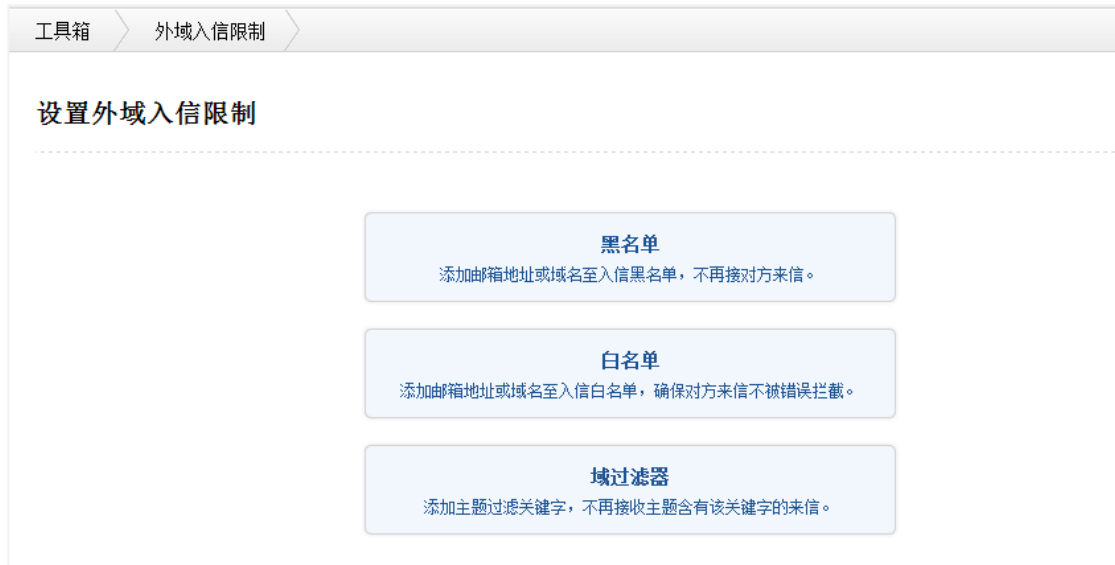 工具箱 外域入信限制
设置外域入信限制
黑名单
添加邮箱地址或域名至入信黑名单，不再接对方来信。
白名单
添加邮箱地址或域名至入信白名单，确保对方来信不被错误拦截。
域过滤器
添加主题过滤关键字，不再接收主题含有该关键字的来信。